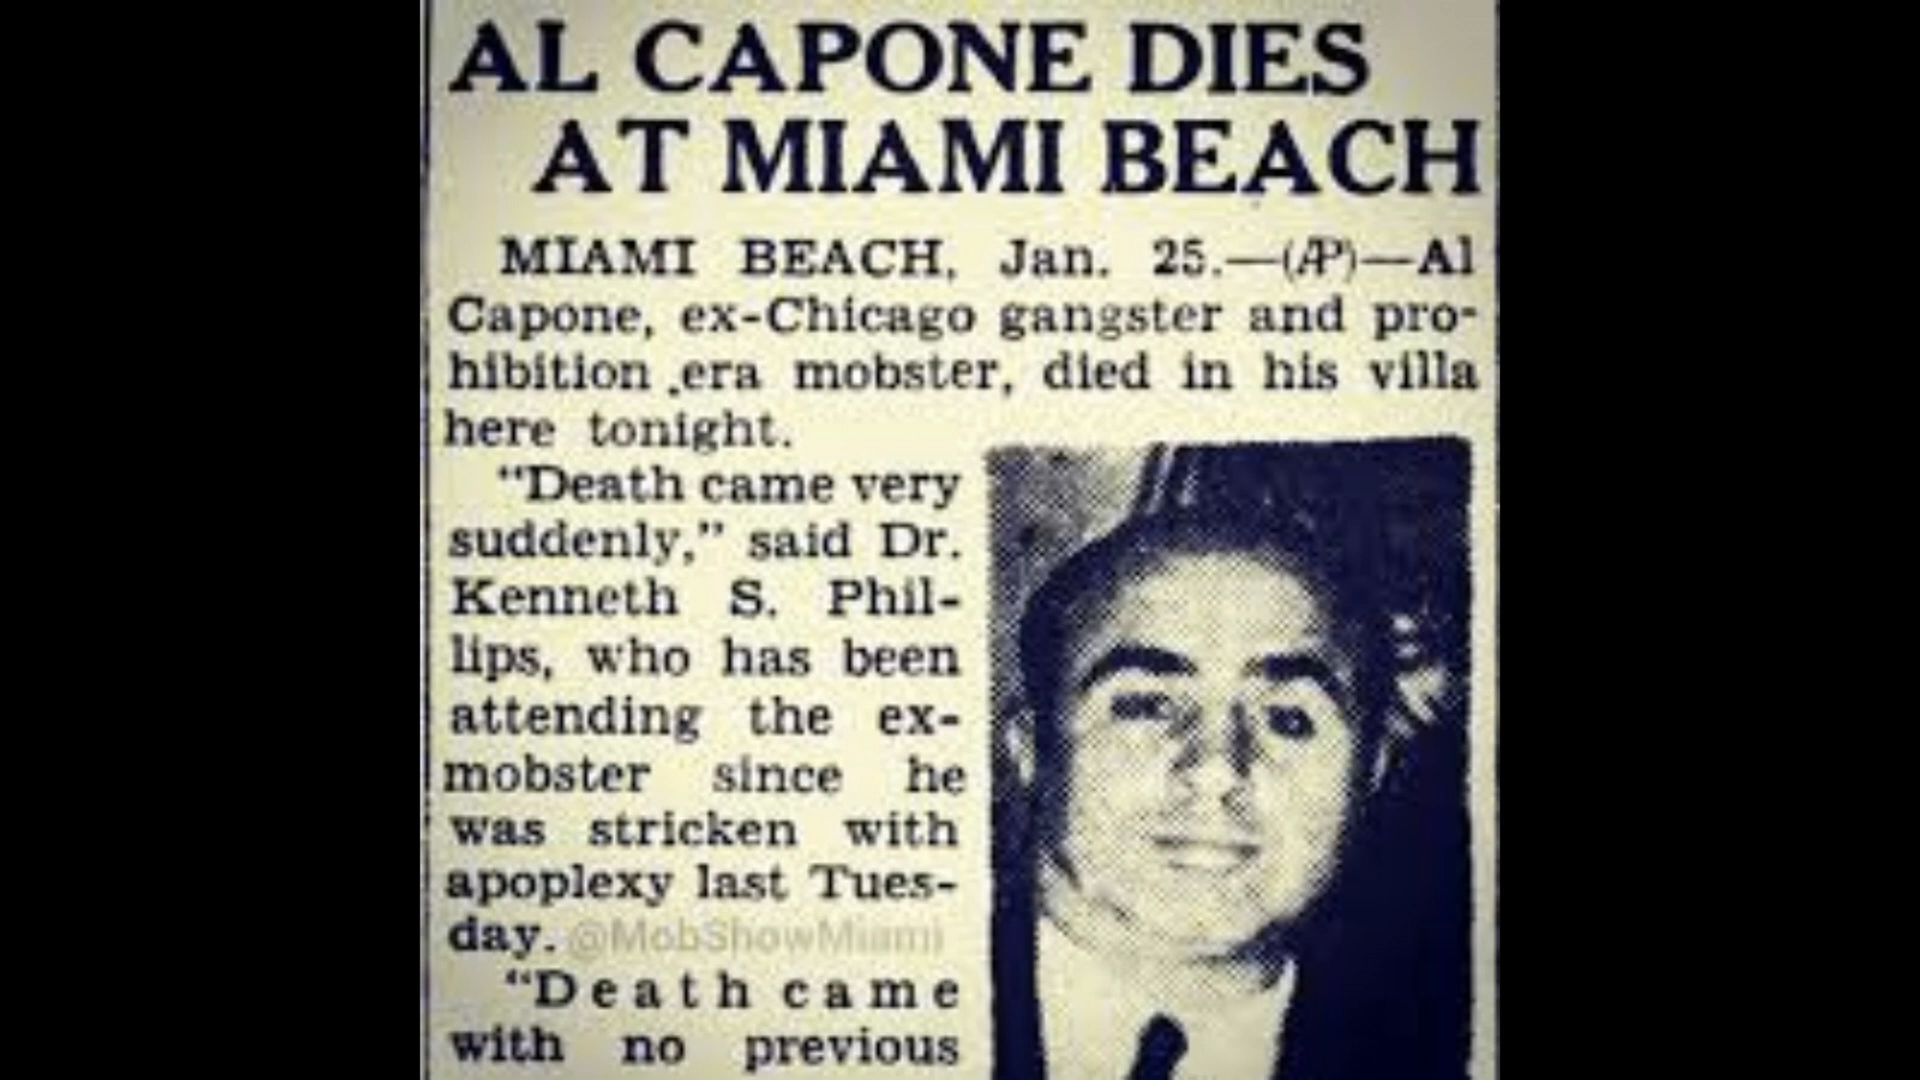 AL CAPONE DIES
AT MIAMI BEACH
MIAMI BEACH, Jan. 25.—(AP)—Al
Capone, ex-Chicago gangster and pro-
hibition era mobster, died in his villa
here tonight.
"Death came very
suddenly," said Dr.
Kenneth S. Phil-
lips, who has been
attending the ex-
mobster since he
was stricken with
apoplexy last Tues-
day. @MobShowMiami
"Death came
with no previous